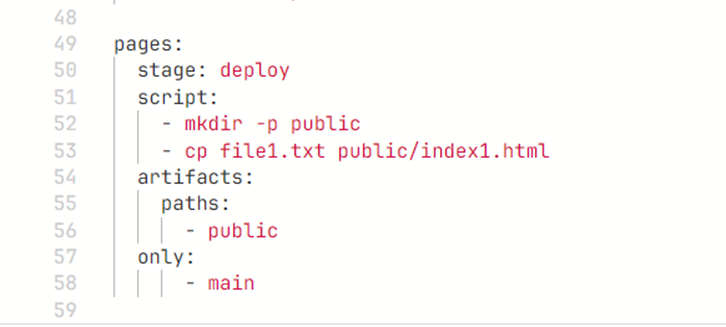 48
49 pages:
50 stage: deploy
51 script:
52 - mkdir -p public
53 - cp file1.txt public/index1.html
54 artifacts:
55 paths:
56 - public
57 only:
58 - main
59